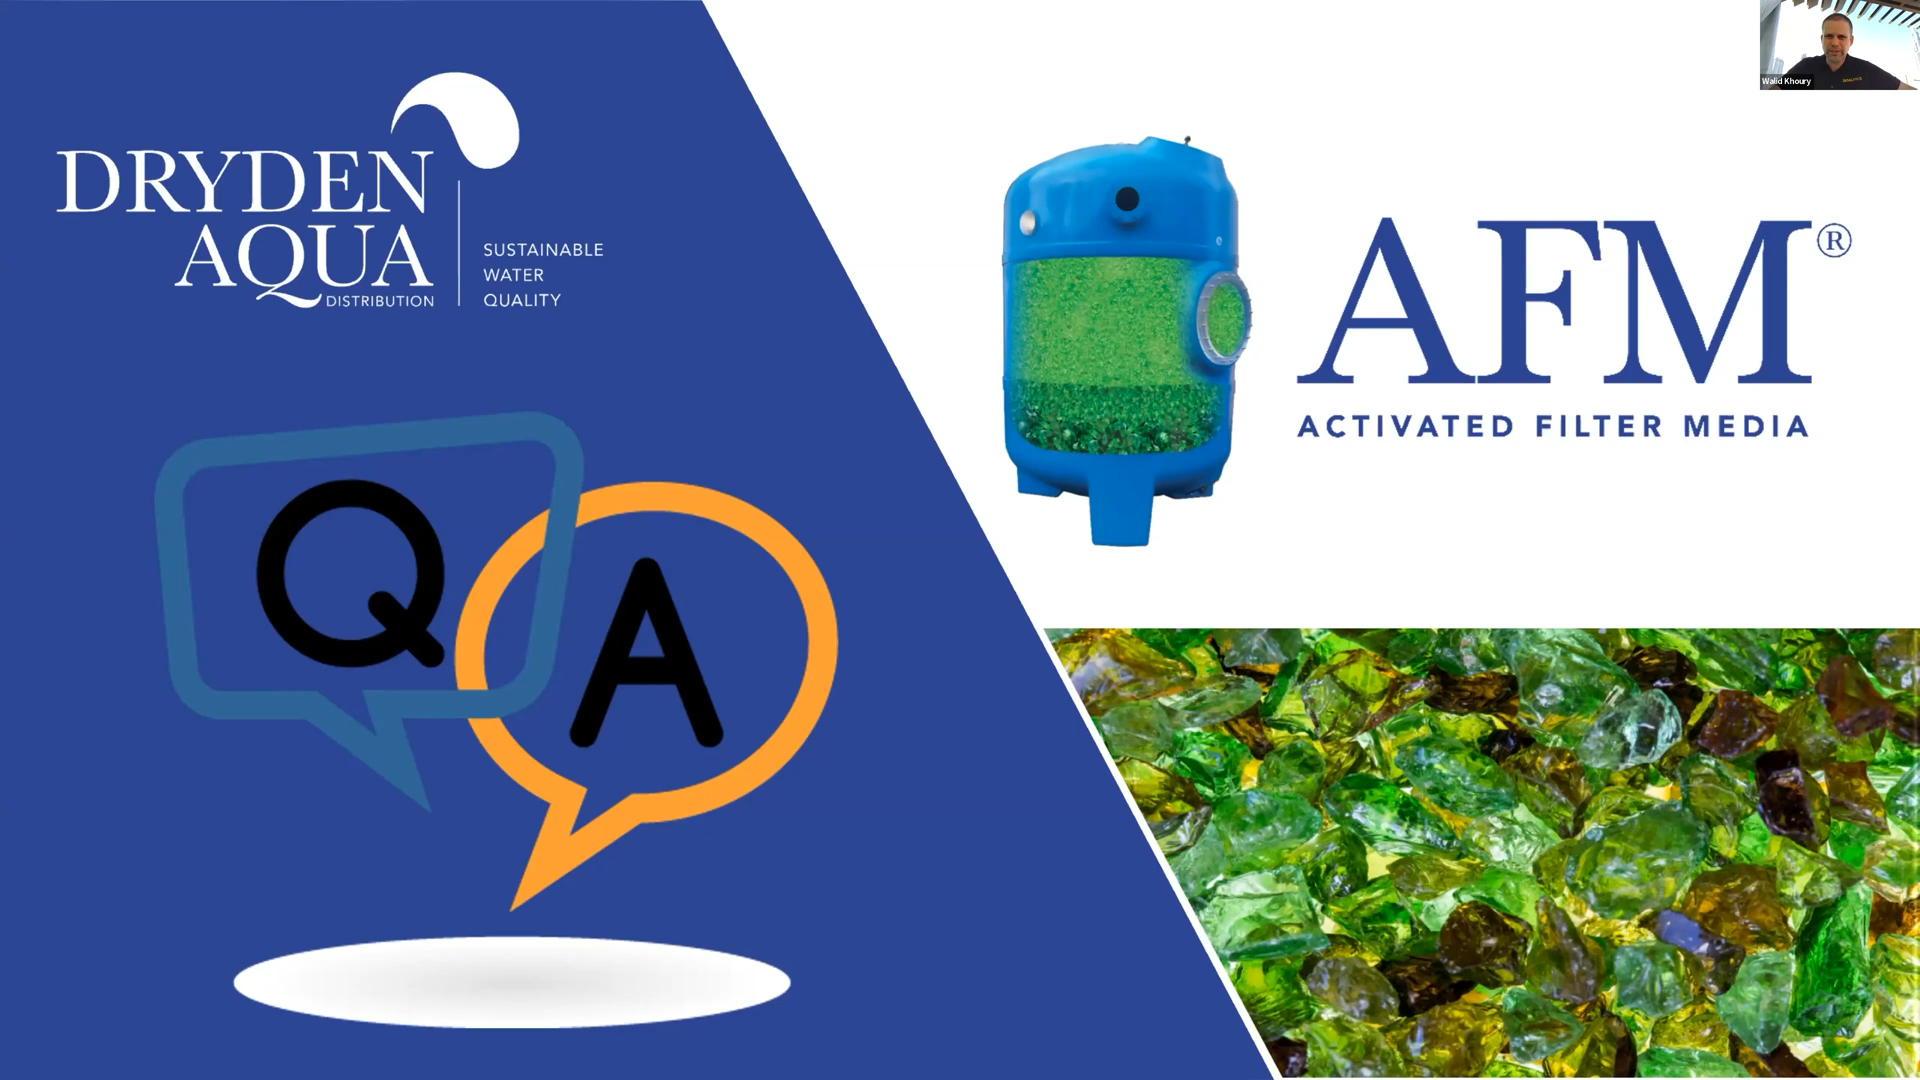 DRYDEN
AQUA
DISTRIBUTION
SUSTAINABLE
WATER
QUALITY
Q
A
AFM®
ACTIVATED FILTER MEDIA
Walid Khoury